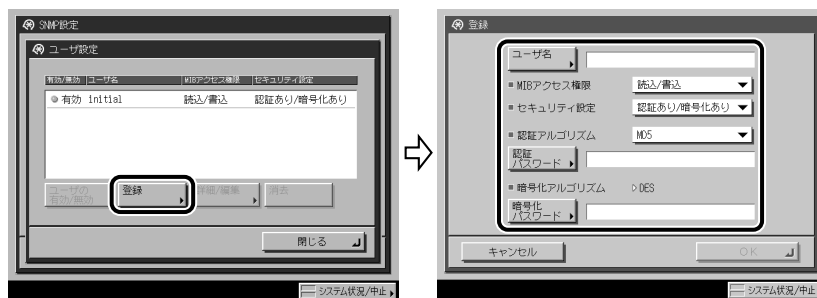 SNMP設定
ユーザ設定
有効/無効 ユーザ名 MIBアクセス権限 セキュリティ設定
有効 initial 読込/書込 認証あり/暗号化あり
ユーザの
有効/無効
登録
詳細/編集
消去
閉じる
システム状況/中止
登録
ユーザ名
MIBアクセス権限 読込/書込
セキュリティ設定 認証あり/暗号化あり
認証アルゴリズム MD5
認証
パスワード
暗号化アルゴリズム DES
暗号化
パスワード
キャンセル OK
システム状況/中止